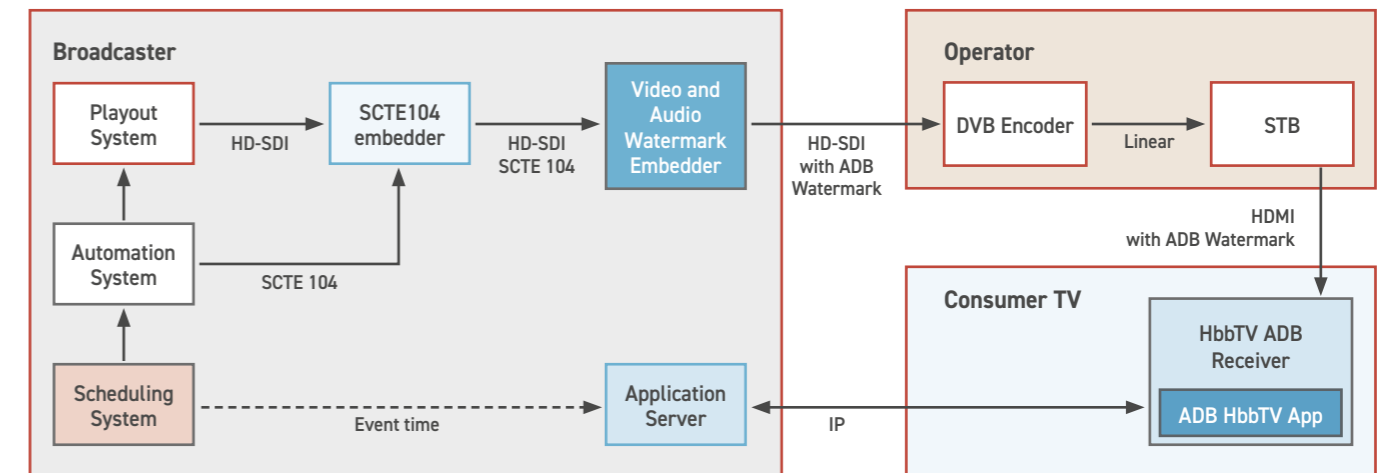 Broadcaster
Operator
Playout
System
HD-SDI
SCTE104
embedder
HD-SDI
SCTE 104
Video and
Audio
Watermark
Embedder
HD-SDI
with ADB
Watermark
DVB Encoder
Linear
STB
HDMI
with ADB Watermark
Automation
System
SCTE 104
Consumer TV
HbbTV ADB
Receiver
ADB HbbTV App
Scheduling
System
Event time
Application
Server
IP